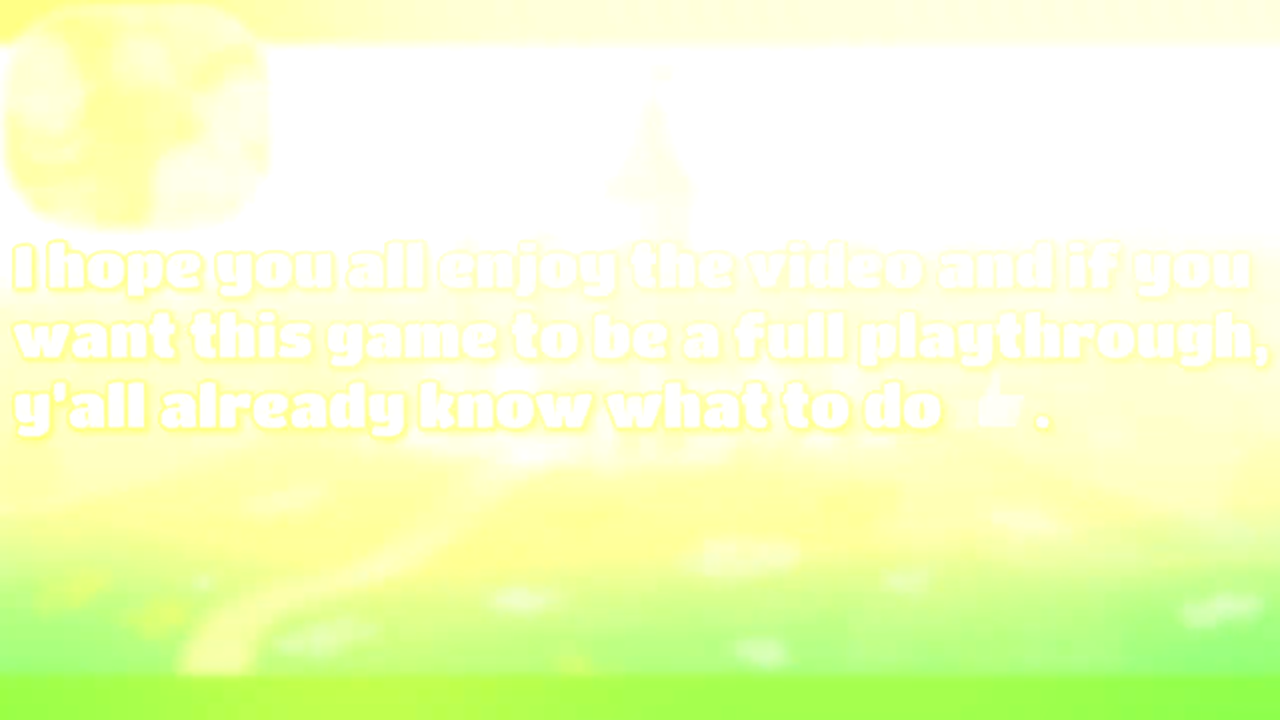 I hope you all enjoy the video and if you
want this game to be a full playthrough,
y'all already know what to do 👍.